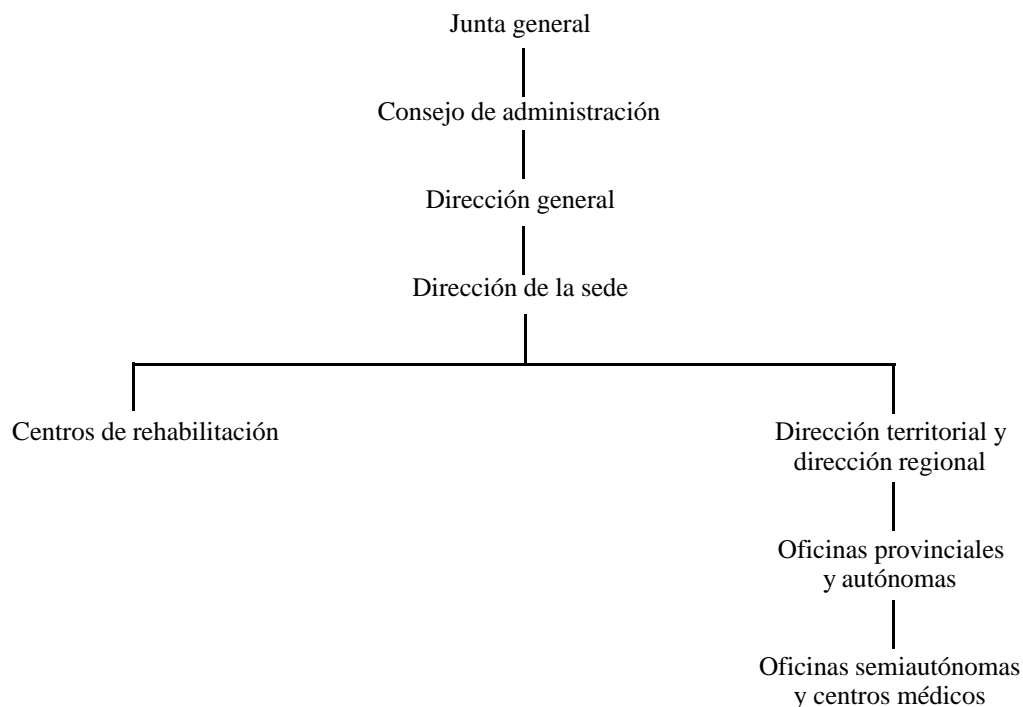 Junta general
Consejo de administración
Dirección general
Dirección de la sede
Centros de rehabilitación
Dirección territorial y
dirección regional
Oficinas provinciales
y autónomas
Oficinas semiautónomas
y centros médicos